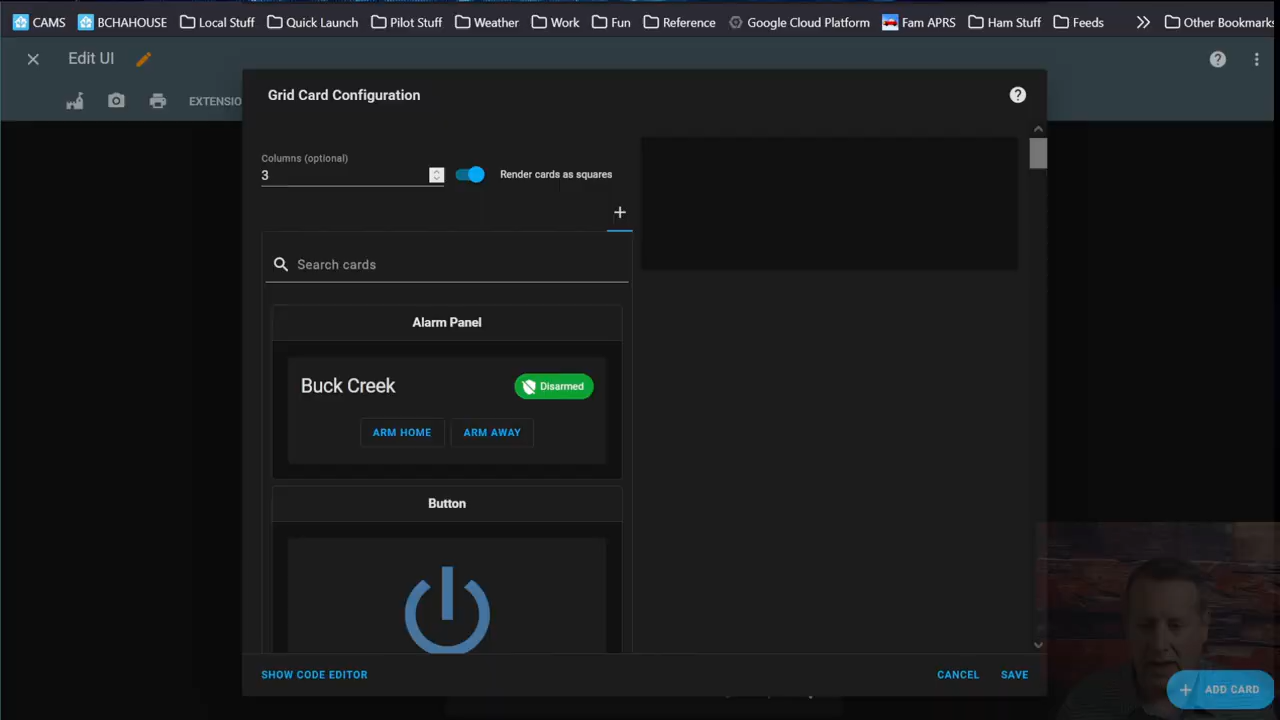 CAMS BCHAHOUSE Local Stuff Quick Launch Pilot Stuff Weather Work Fun Reference Google Cloud Platform Fam APRS Ham Stuff Feeds Other Bookmarks
Edit UI
EXTENSIO
Grid Card Configuration
Columns (optional)
3
Render cards as squares
Search cards
Alarm Panel
Buck Creek
Disarmed
ARM HOME
ARM AWAY
Button
SHOW CODE EDITOR
CANCEL
SAVE
ADD CARD